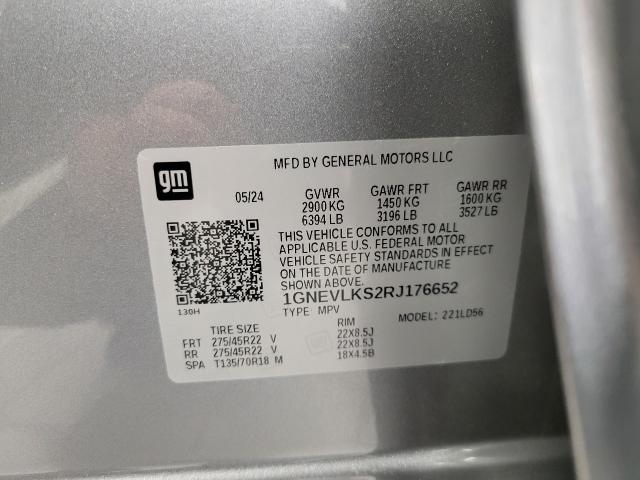 gm
MFD BY GENERAL MOTORS LLC
05/24 GVWR GAWR FRT GAWR RR
2900 KG 1450 KG 1600 KG
6394 LB 3196 LB 3527 LB
THIS VEHICLE CONFORMS TO ALL
APPLICABLE U.S. FEDERAL MOTOR
VEHICLE SAFETY STANDARDS IN EFFECT
ON THE DATE OF MANUFACTURE
SHOWN ABOVE.
130H
1GNEVLKS2RJ176652
TYPE: MPV MODEL: 221LD56
TIRE SIZE RIM
FRT 275/45R22 V 22X8.5J
RR 275/45R22 V 22X8.5J
SPA T135/70R18 M 18X4.5B